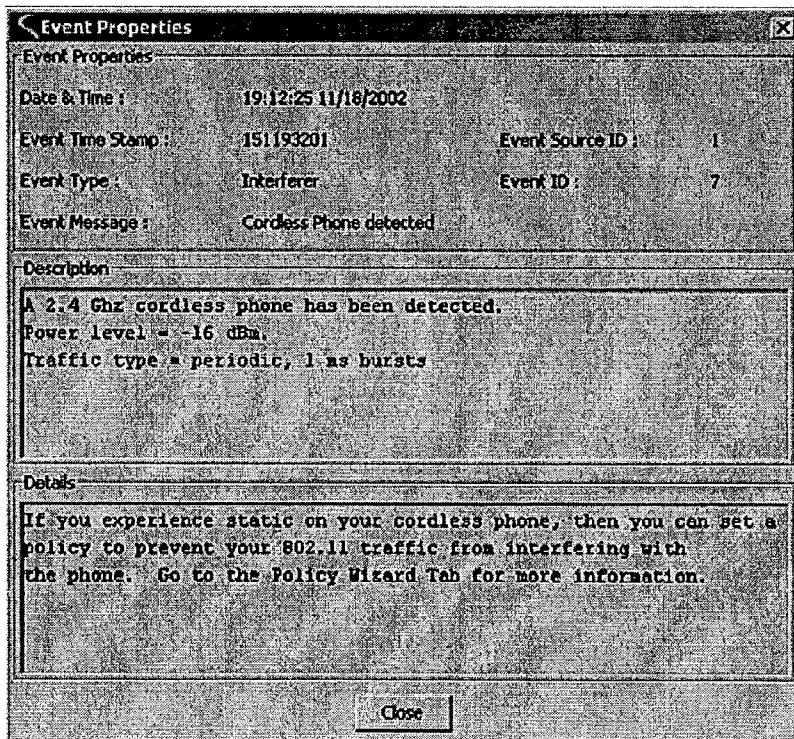 Event Properties
Event Properties
Date & Time : 19:12:25 11/18/2002
Event Time Stamp : 151193201 Event Source ID : 1
Event Type : Interferer Event ID : 7
Event Message : Cordless Phone detected
Description
A 2.4 Ghz cordless phone has been detected.
Power level = -16 dBm.
Traffic type = periodic, 1 ms bursts
Details
If you experience static on your cordless phone, then you can set a
policy to prevent your 802.11 traffic from interfering with
the phone. Go to the Policy Wizard Tab for more information.
Close